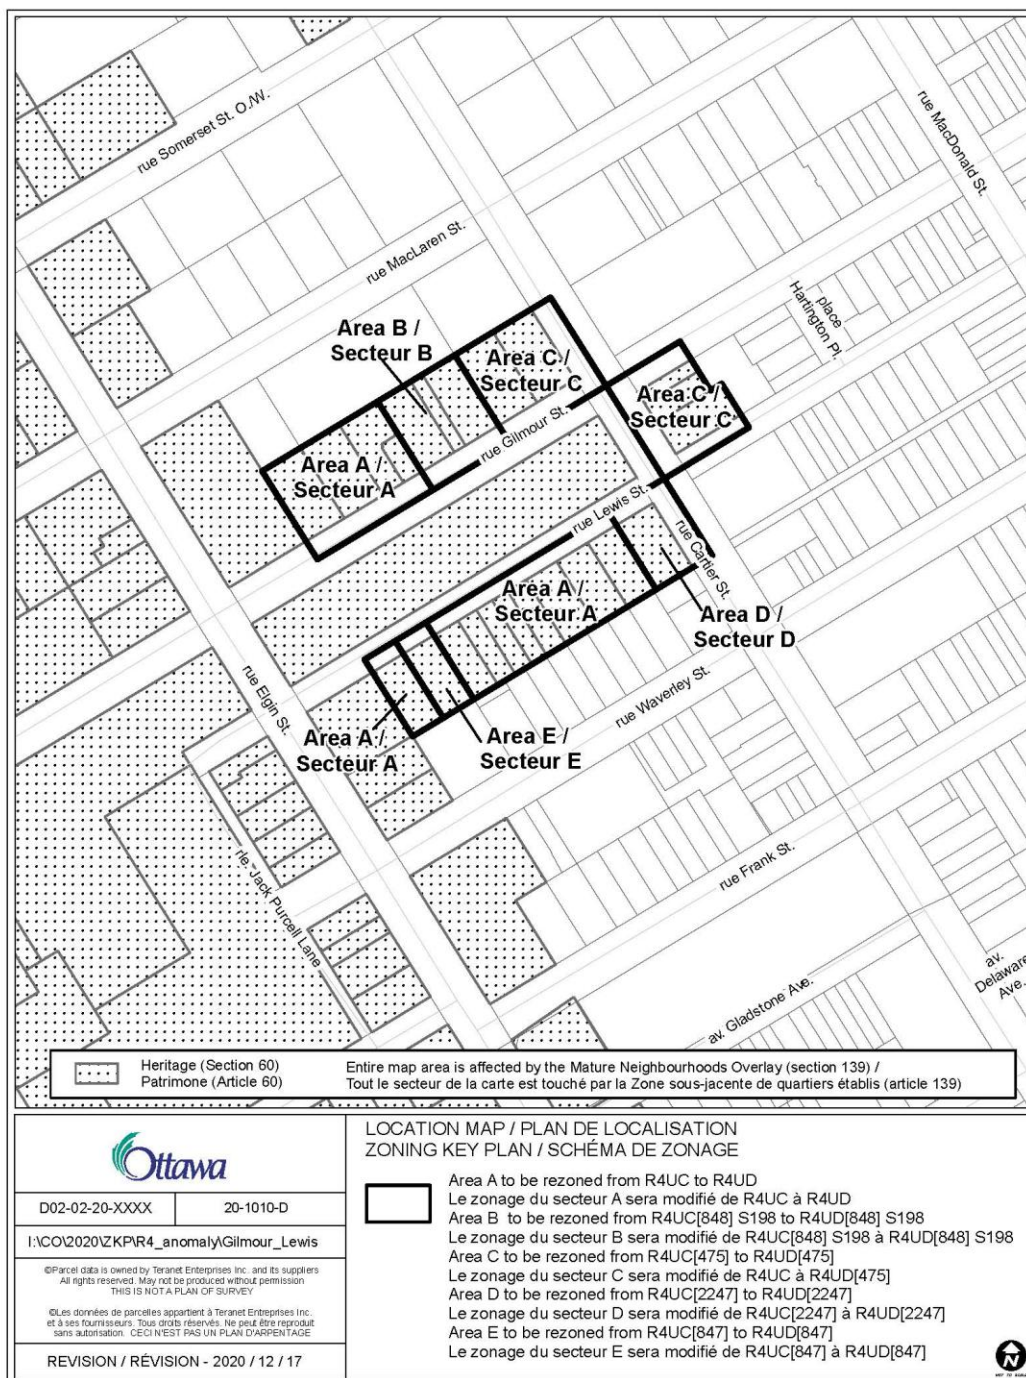 rue Somerset St. O./W.
rue MacDonald St.
rue MacLaren St.
place
Hartington Pl.
Area B /
Secteur B
Area C /
Secteur C
Area C /
Secteur C
rue Gilmour St.
Area A /
Secteur A
rue Lewis St.
rue Cartier St.
Area A /
Secteur A
Area D /
Secteur D
rue Elgin St.
rue Waverley St.
Area A /
Secteur A
Area E /
Secteur E
rle. Jack Purcell Lane
rue Frank St.
av.
Delaware
Ave.
av. Gladstone Ave.
Heritage (Section 60)
Patrimone (Article 60)
Entire map area is affected by the Mature Neighbourhoods Overlay (section 139) /
Tout le secteur de la carte est touché par la Zone sous-jacente de quartiers établis (article 139)
Ottawa
D02-02-20-XXXX
20-1010-D
I:\CO\2020\ZKP\R4_anomaly\Gilmour_Lewis
©Parcel data is owned by Teranet Enterprises Inc. and its suppliers
All rights reserved. May not be produced without permission
THIS IS NOT A PLAN OF SURVEY
©Les données de parcelles appartient à Teranet Entreprises Inc.
et à ses fournisseurs. Tous droits réservés. Ne peut être reproduit
sans autorisation. CECI N'EST PAS UN PLAN D'ARPENTAGE
REVISION / RÉVISION - 2020 / 12 / 17
LOCATION MAP / PLAN DE LOCALISATION
ZONING KEY PLAN / SCHÉMA DE ZONAGE
Area A to be rezoned from R4UC to R4UD
Le zonage du secteur A sera modifié de R4UC à R4UD
Area B to be rezoned from R4UC[848] S198 to R4UD[848] S198
Le zonage du secteur B sera modifié de R4UC[848] S198 à R4UD[848] S198
Area C to be rezoned from R4UC[475] to R4UD[475]
Le zonage du secteur C sera modifié de R4UC à R4UD[475]
Area D to be rezoned from R4UC[2247] to R4UD[2247]
Le zonage du secteur D sera modifié de R4UC[2247] à R4UD[2247]
Area E to be rezoned from R4UC[847] to R4UD[847]
Le zonage du secteur E sera modifié de R4UC[847] à R4UD[847]
N
NOT TO SCALE